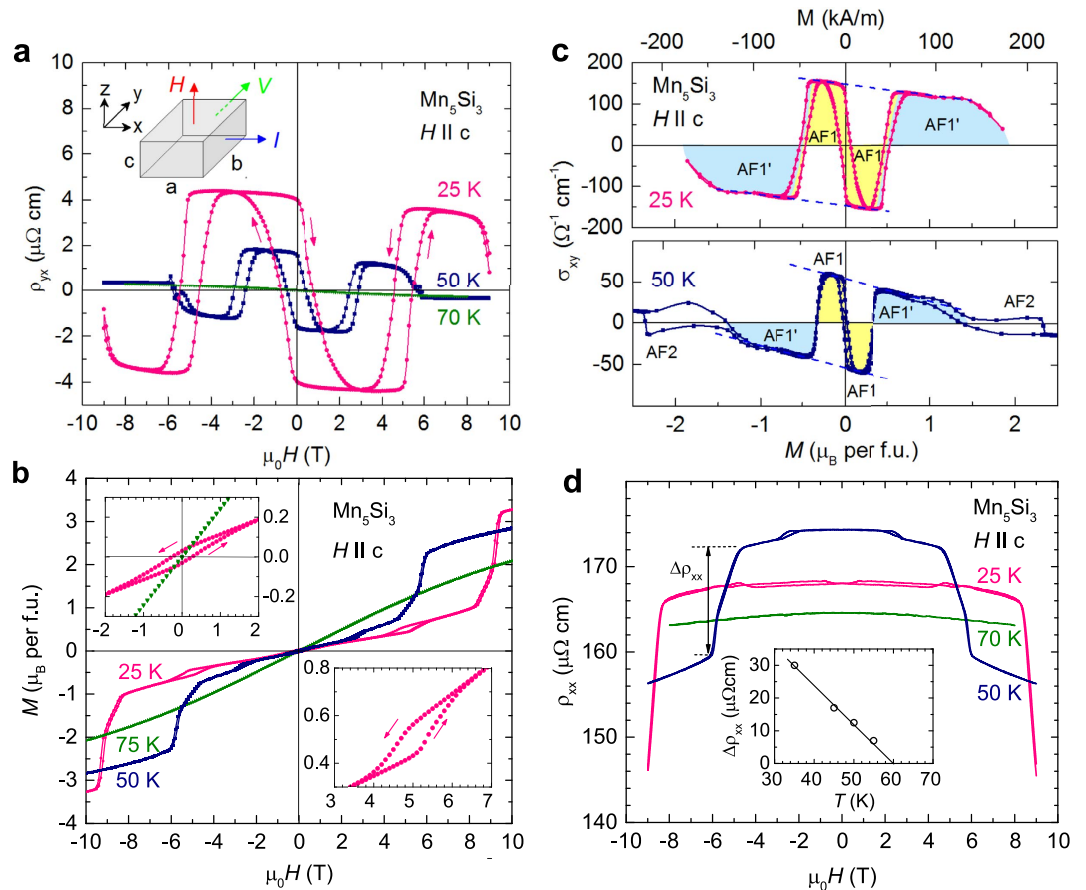 a
10
8
6
4
2
0
-2
-4
ρyx (μΩ cm)
z
y
x
H
V
I
c
a
b
Mn5Si3
H II c
25 K
50 K
70 K
-8 -6 -4 -2 0 2 4 6 8 10
μ0H (T)
b
4
3
2
1
0
-1
-2
-3
-4
M (μB per f.u.)
0.2
0.0
-0.2
-2 -1 0 1 2
Mn5Si3
H II c
25 K
75 K
50 K
0.8
0.6
0.4
3 4 5 6 7
-10 -8 -6 -4 -2 0 2 4 6 8 10
μ0H (T)
c
M (kA/m)
-200 -100 0 100 200
Mn5Si3
H II c
200
150
100
50
0
-50
-100
-150
-200
AF1
AF1'
AF1'
AF1
25 K
σxy (Ω-1 cm-1)
50 K
50
0
-50
AF1
AF2
AF1'
AF1'
AF2
AF1
-2 -1 0 1 2
M (μB per f.u.)
d
170
160
150
140
ρxx (μΩ cm)
Mn5Si3
H II c
Δρxx
25 K
70 K
50 K
Δρxx (μΩcm)
30
20
10
0
30 40 50 60 70
T (K)
-10 -8 -6 -4 -2 0 2 4 6 8 10
μ0H (T)